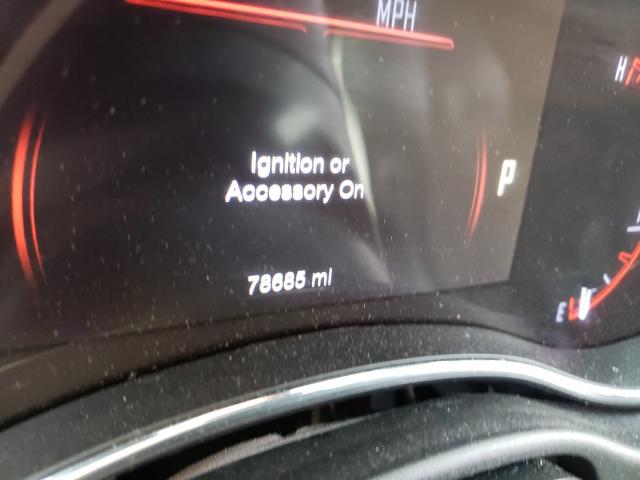 MPH
H
Ignition or
Accessory On
P
78685 mi
E